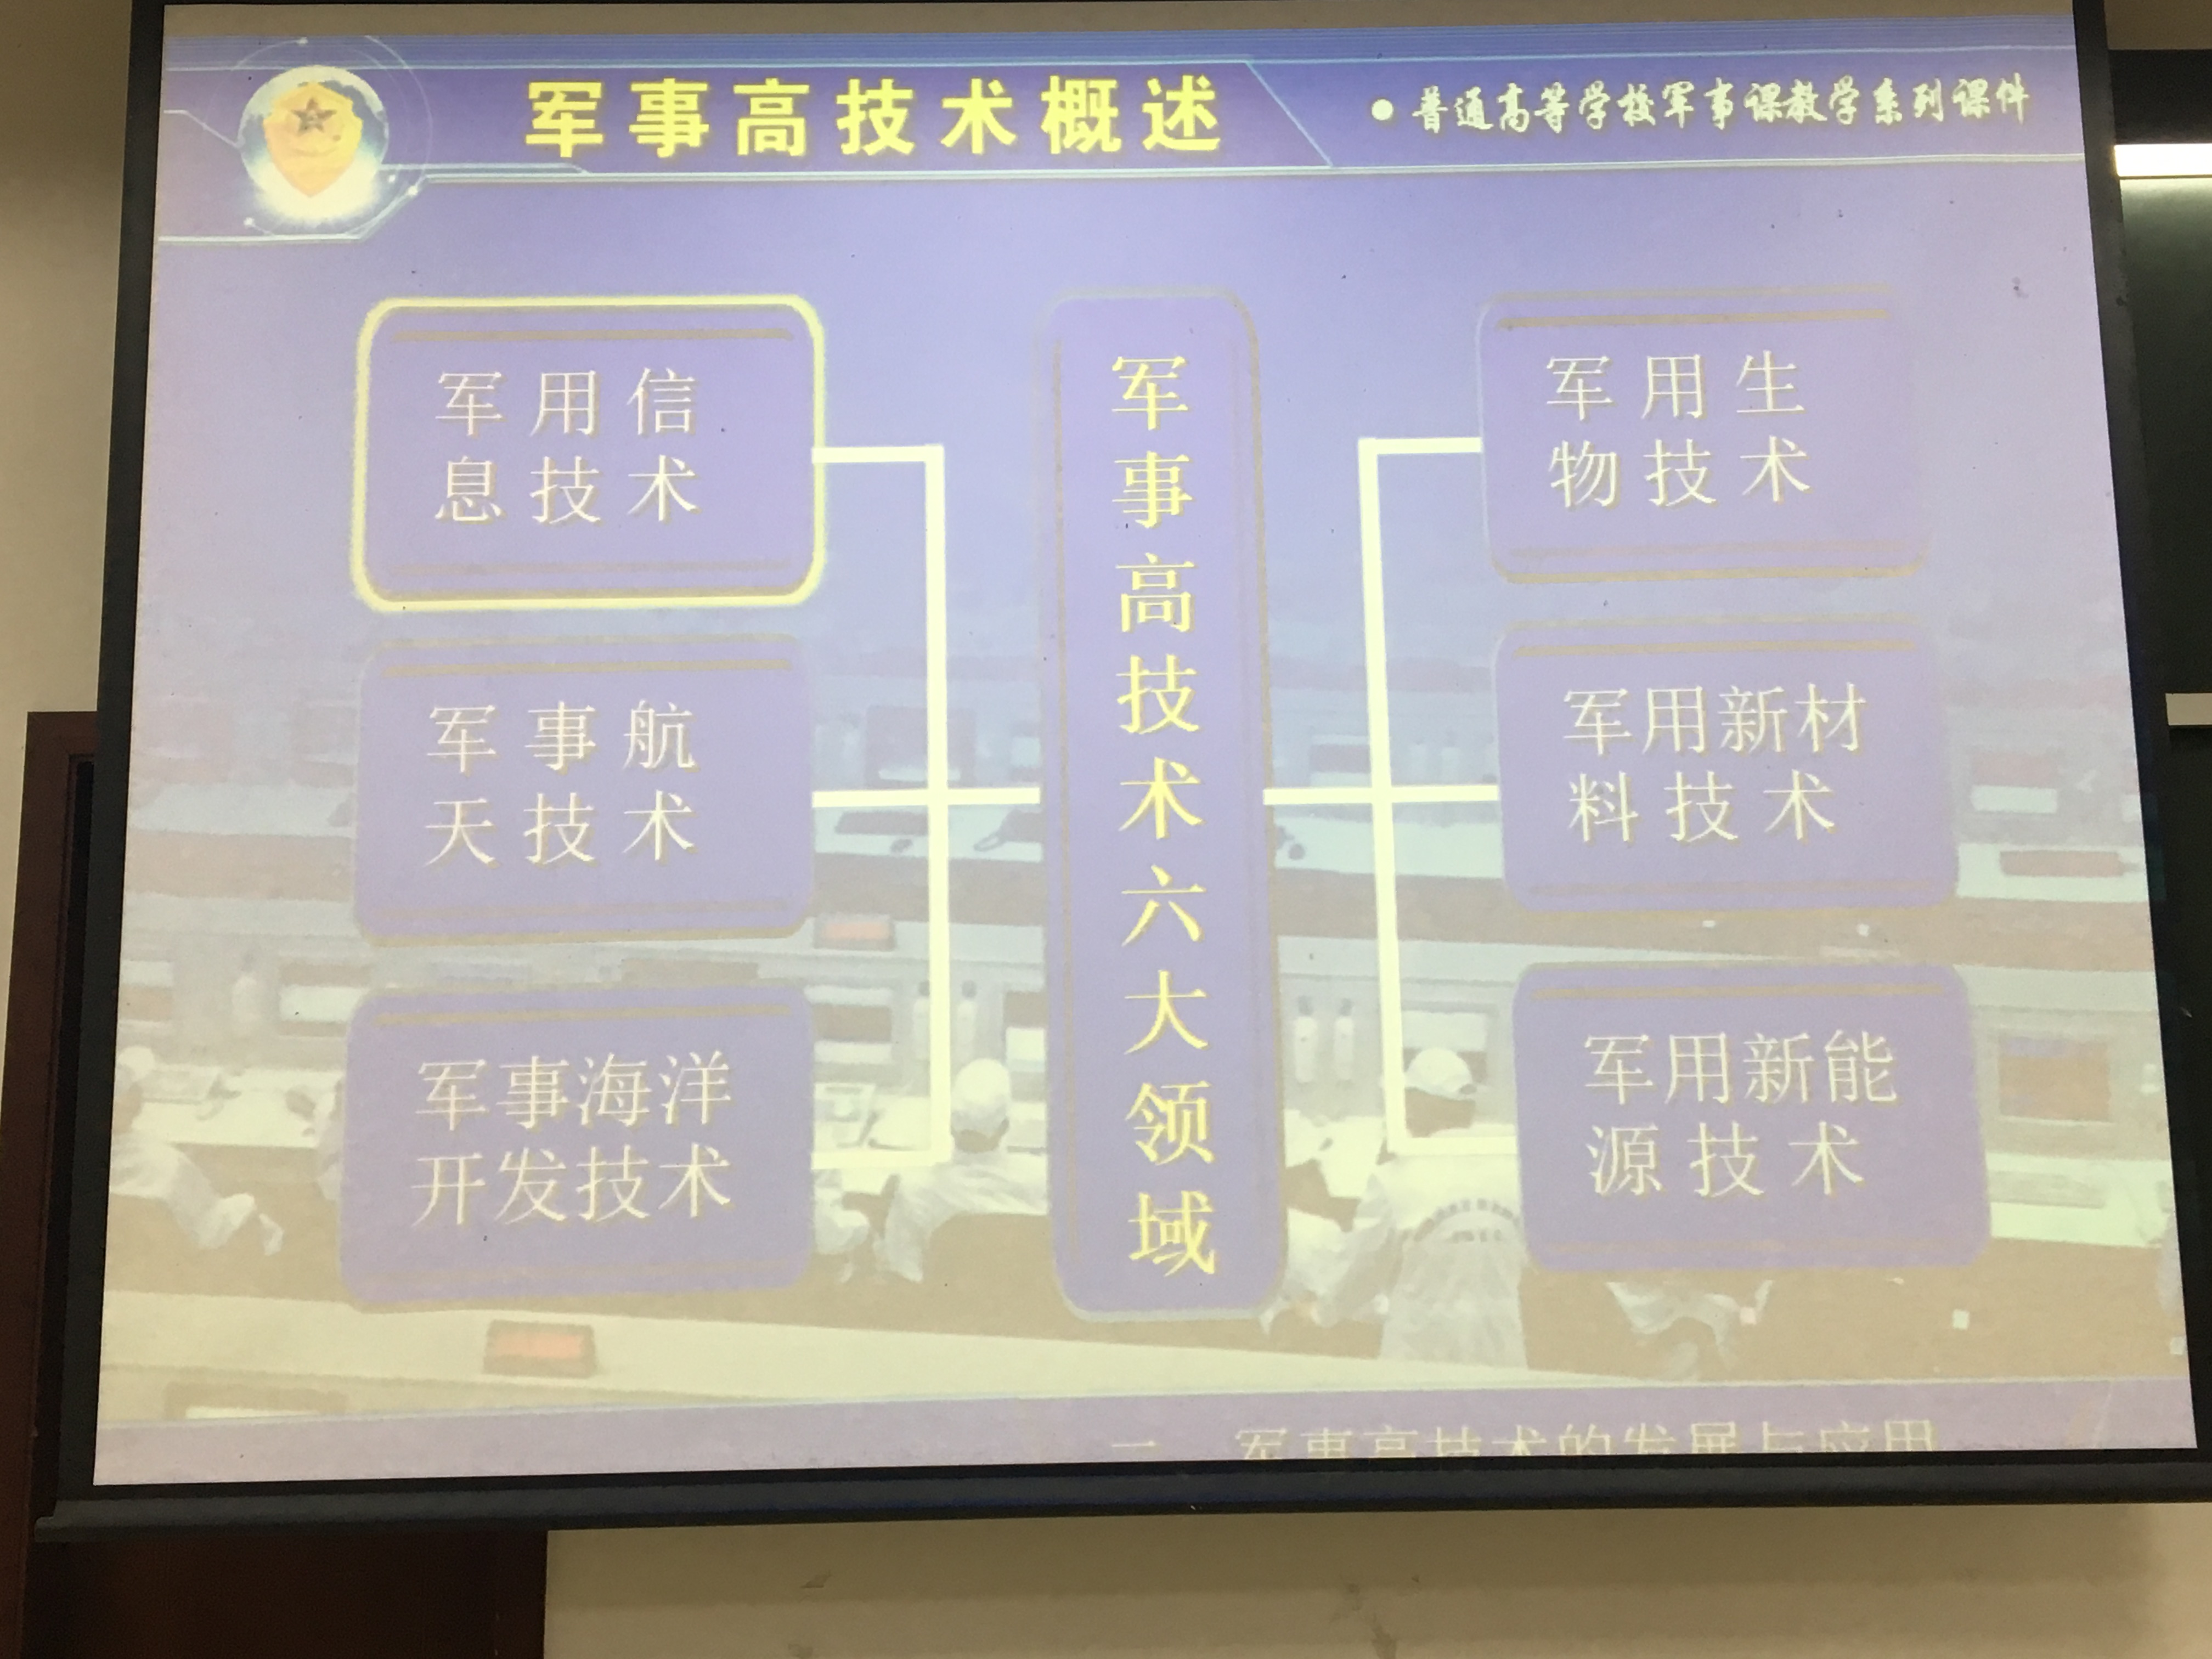 军事高技术概述
● 普通高等学校军事课教学系列课件
军用信
息技术
军事航
天技术
军事海洋
开发技术
军事高技术六大领域
军用生
物技术
军用新材
料技术
军用新能
源技术
军事高技术的发展与应用